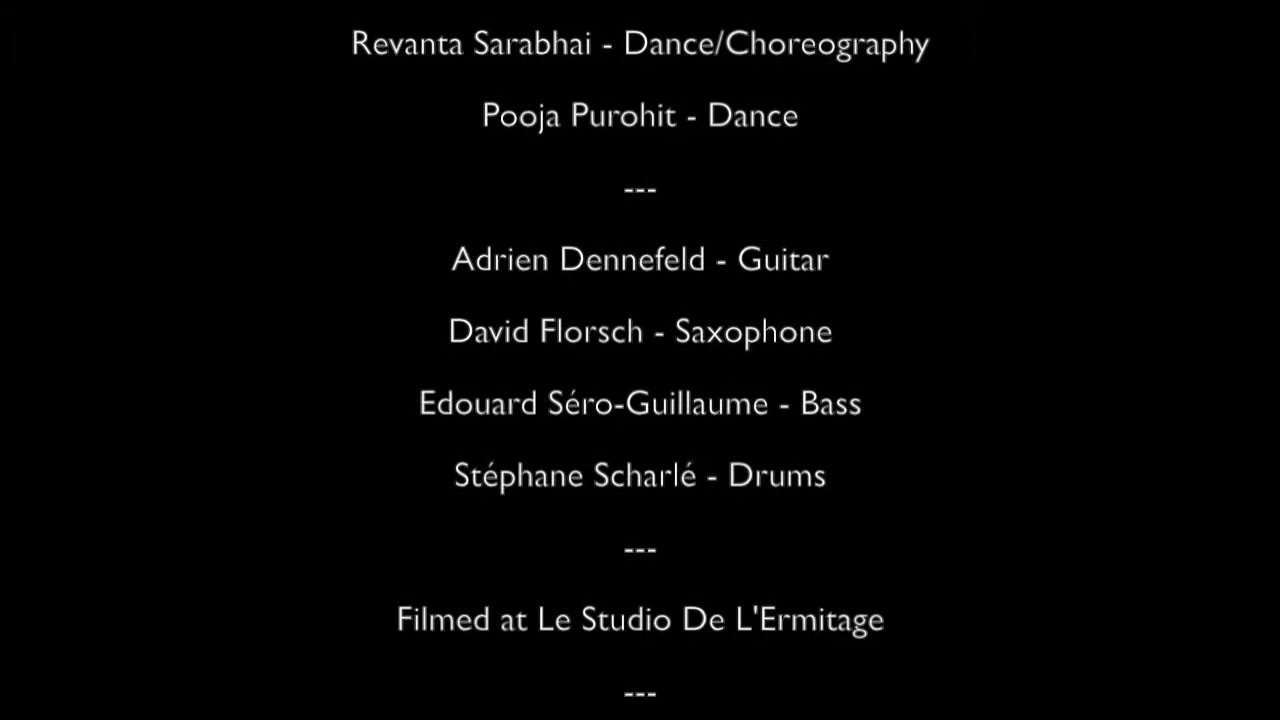 Revanta Sarabhai - Dance/Choreography
Pooja Purohit - Dance
---
Adrien Dennefeld - Guitar
David Florsch - Saxophone
Edouard Séro-Guillaume - Bass
Stéphane Scharlé - Drums
---
Filmed at Le Studio De L'Ermitage
---